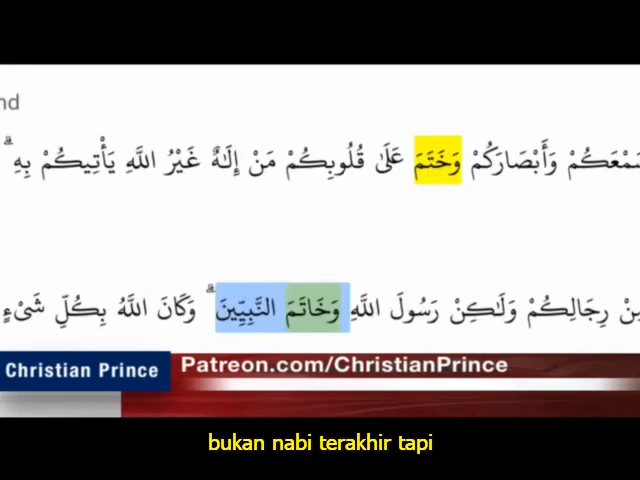 nd
سَمْعَكُمْ وَأَبْصَارَكُمْ وَخَتَمَ عَلَىٰ قُلُوبِكُمْ مَنْ إِلَـٰهٌ غَيْرُ اللَّهِ يَأْتِيكُمْ بِهِ ۗ
مِنْ رِجَالِكُمْ وَلَـٰكِنْ رَسُولَ اللَّهِ وَخَاتَمَ النَّبِيِّينَ ۗ وَكَانَ اللَّهُ بِكُلِّ شَيْءٍ
Christian Prince
Patreon.com/ChristianPrince
bukan nabi terakhir tapi